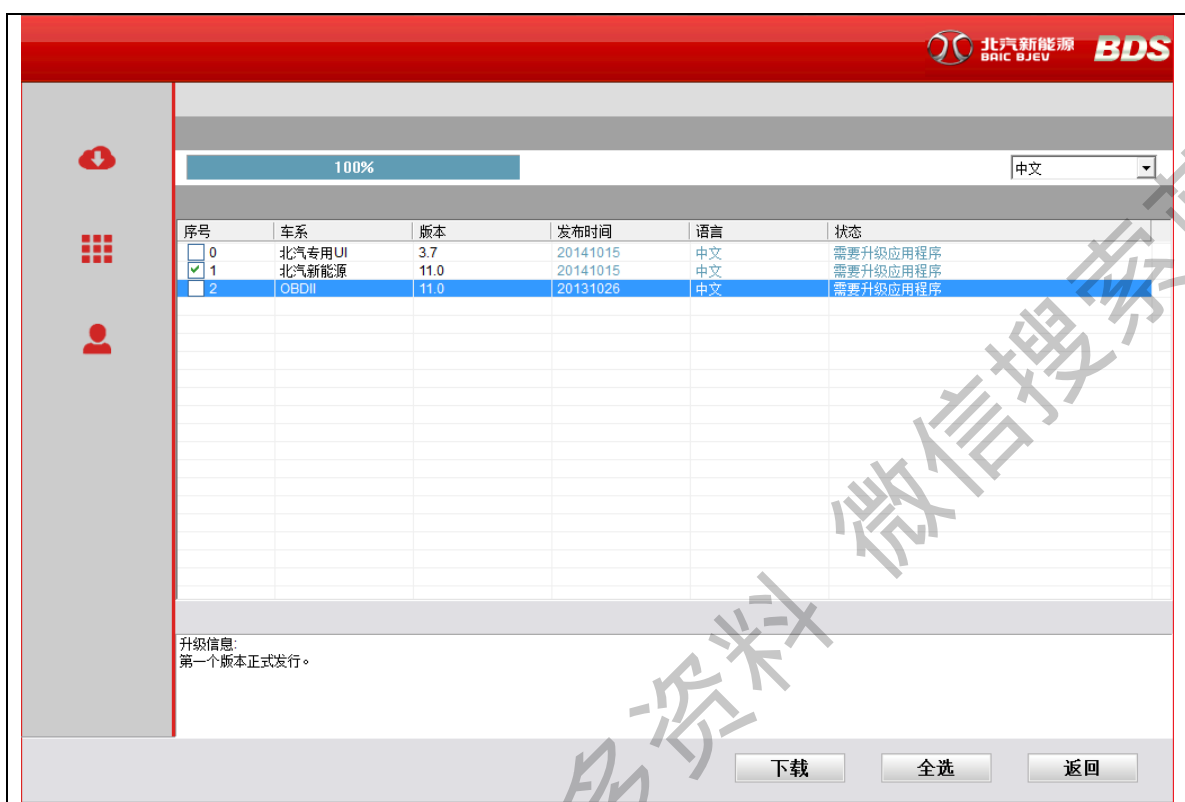 北汽新能源 BDS
BAIC BJEV
100% 中文
序号 车系 版本 发布时间 语言 状态
0 北汽专用UI 3.7 20141015 中文 需要升级应用程序
1 北汽新能源 11.0 20141015 中文 需要升级应用程序
2 OBDII 11.0 20131026 中文 需要升级应用程序
升级信息:
第一个版本正式发行。
下载 全选 返回
多资料 微信搜索